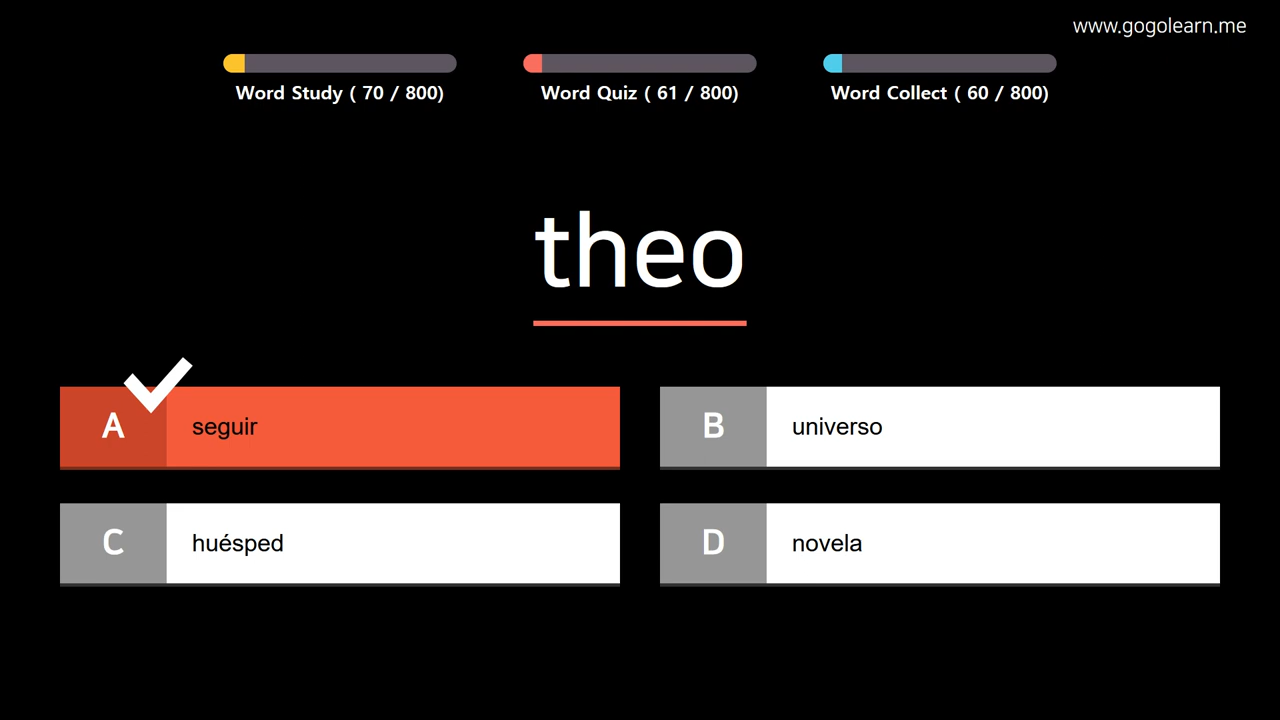 www.gogolearn.me
Word Study ( 70 / 800)
Word Quiz ( 61 / 800)
Word Collect ( 60 / 800)
theo
A seguir
B universo
C huésped
D novela